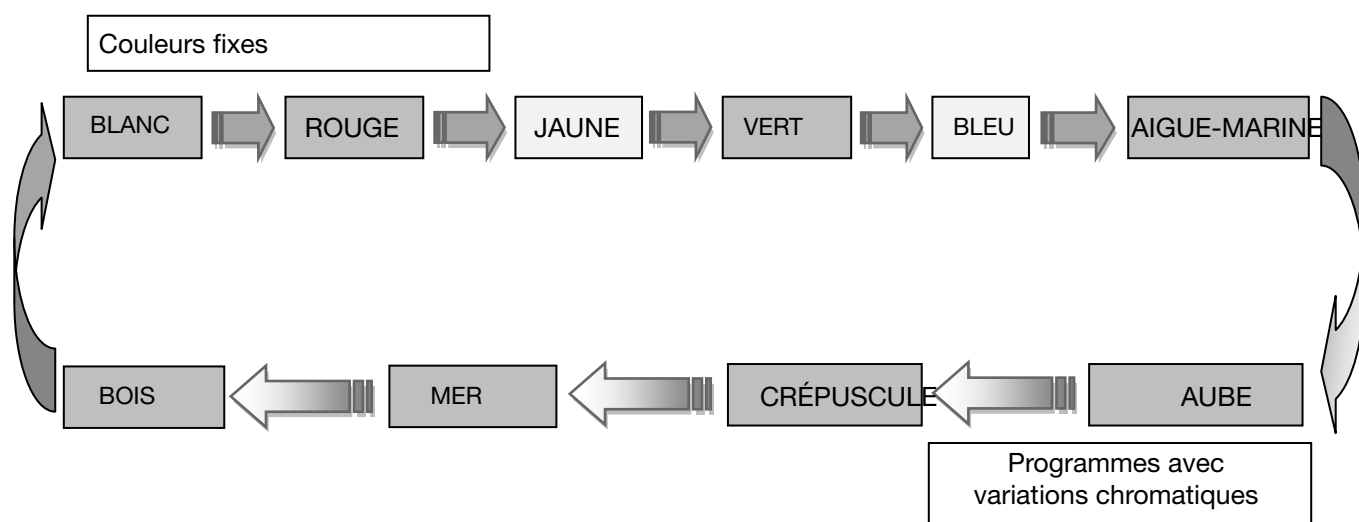 Couleurs fixes
BLANC
ROUGE
JAUNE
VERT
BLEU
AIGUE-MARINE
BOIS
MER
CRÉPUSCULE
AUBE
Programmes avec
variations chromatiques